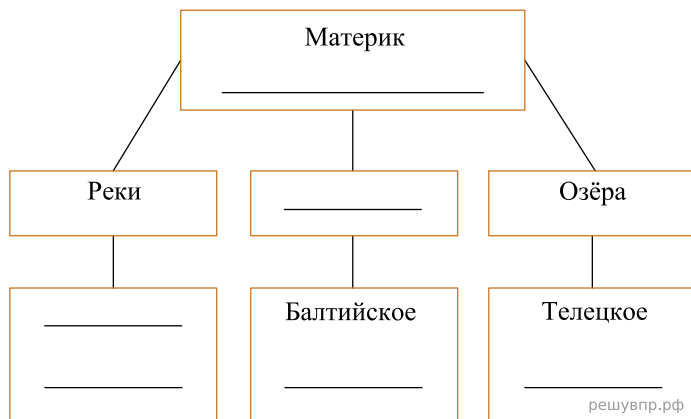 Материк
Реки
Озёра
Балтийское
Телецкое
решувпр.рф